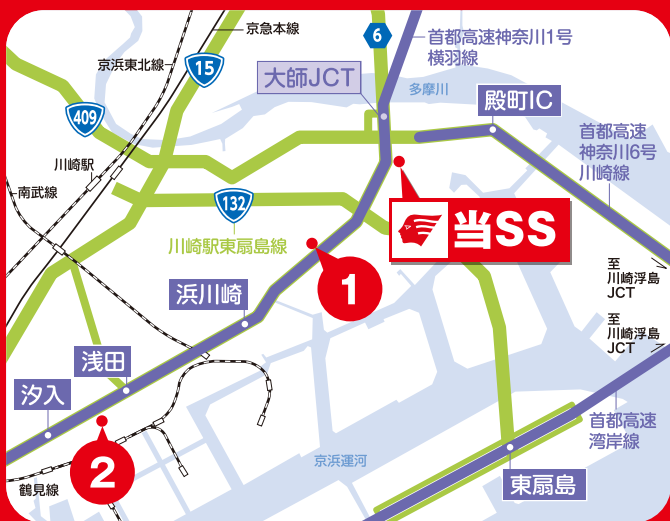 京急本線
6
首都高速神奈川1号
横羽線
京浜東北線
15
大師JCT
多摩川
殿町IC
409
首都高速
神奈川6号
川崎線
川崎駅
南武線
132
当SS
川崎駅東扇島線
1
至
川崎浮島
JCT
浜川崎
至
川崎浮島
JCT
浅田
汐入
首都高速
湾岸線
2
京浜運河
鶴見線
東扇島